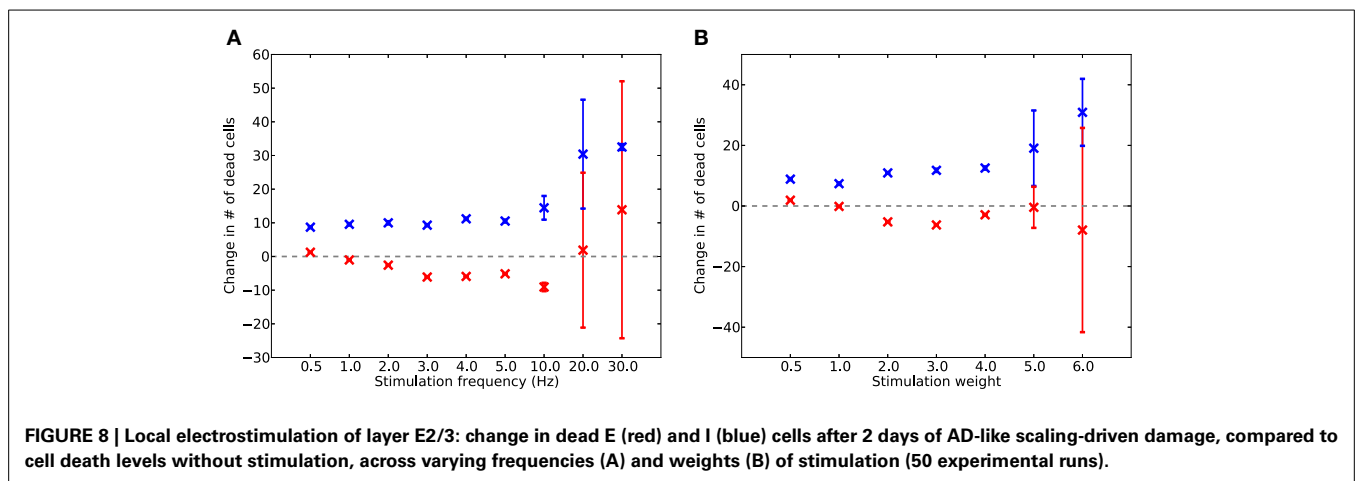 A
Change in # of dead cells
60
50
40
30
20
10
0
−10
−20
−30
0.5 1.0 2.0 3.0 4.0 5.0 10.0 20.0 30.0
Stimulation frequency (Hz)
B
Change in # of dead cells
40
20
0
−20
−40
0.5 1.0 2.0 3.0 4.0 5.0 6.0
Stimulation weight
FIGURE 8 | Local electrostimulation of layer E2/3: change in dead E (red) and I (blue) cells after 2 days of AD-like scaling-driven damage, compared to
cell death levels without stimulation, across varying frequencies (A) and weights (B) of stimulation (50 experimental runs).